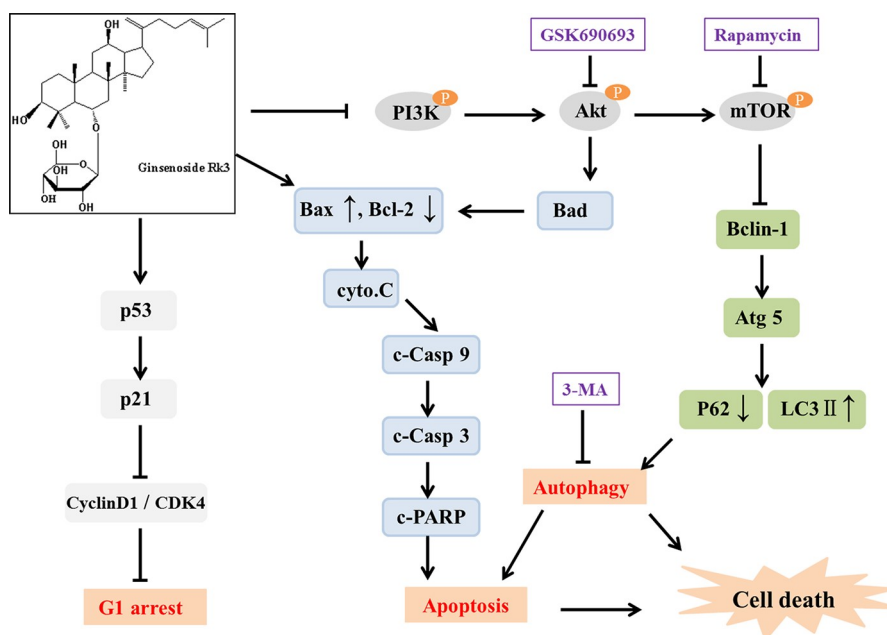 OH
HO
O
OH
O
OH
OH
OH
Ginsenoside Rk3
GSK690693
Rapamycin
PI3K
P
Akt
P
mTOR
P
Bax ↑, Bcl-2 ↓
Bad
Bclin-1
cyto.C
p53
Atg 5
c-Casp 9
p21
3-MA
P62 ↓
LC3 II ↑
c-Casp 3
Autophagy
CyclinD1 / CDK4
c-PARP
G1 arrest
Apoptosis
Cell death